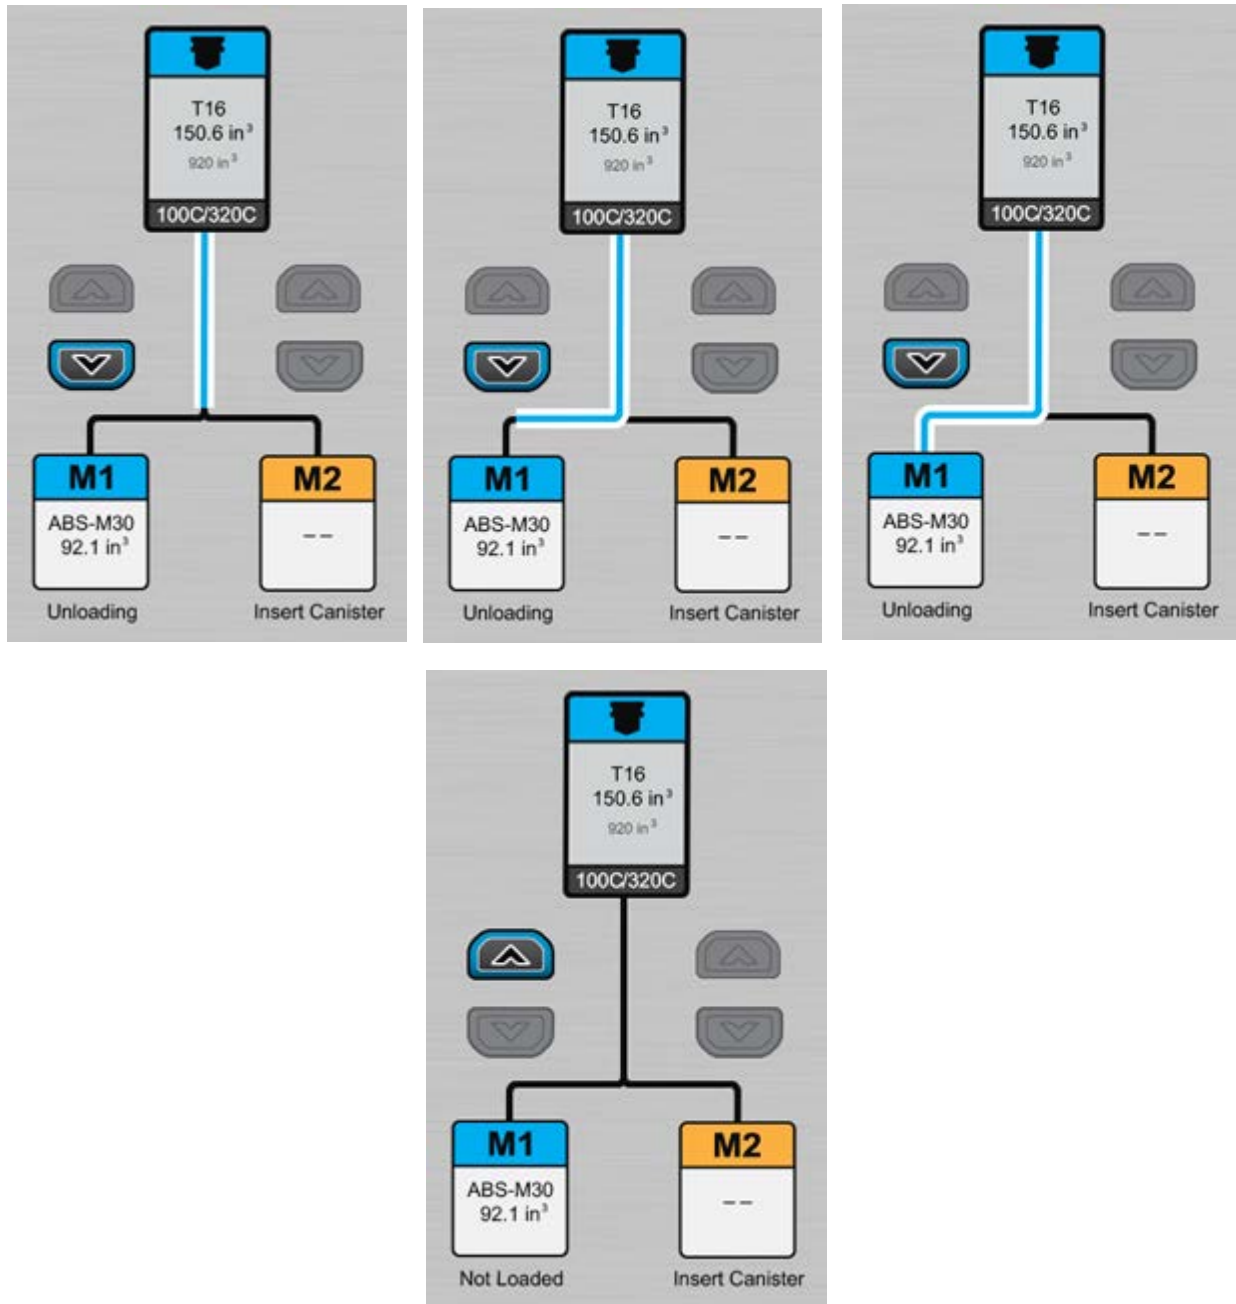 T16
150.6 in³
920 in³
100C/320C
M1
ABS-M30
92.1 in³
Unloading
M2
--
Insert Canister
T16
150.6 in³
920 in³
100C/320C
M1
ABS-M30
92.1 in³
Unloading
M2
--
Insert Canister
T16
150.6 in³
920 in³
100C/320C
M1
ABS-M30
92.1 in³
Unloading
M2
--
Insert Canister
T16
150.6 in³
920 in³
100C/320C
M1
ABS-M30
92.1 in³
Not Loaded
M2
--
Insert Canister